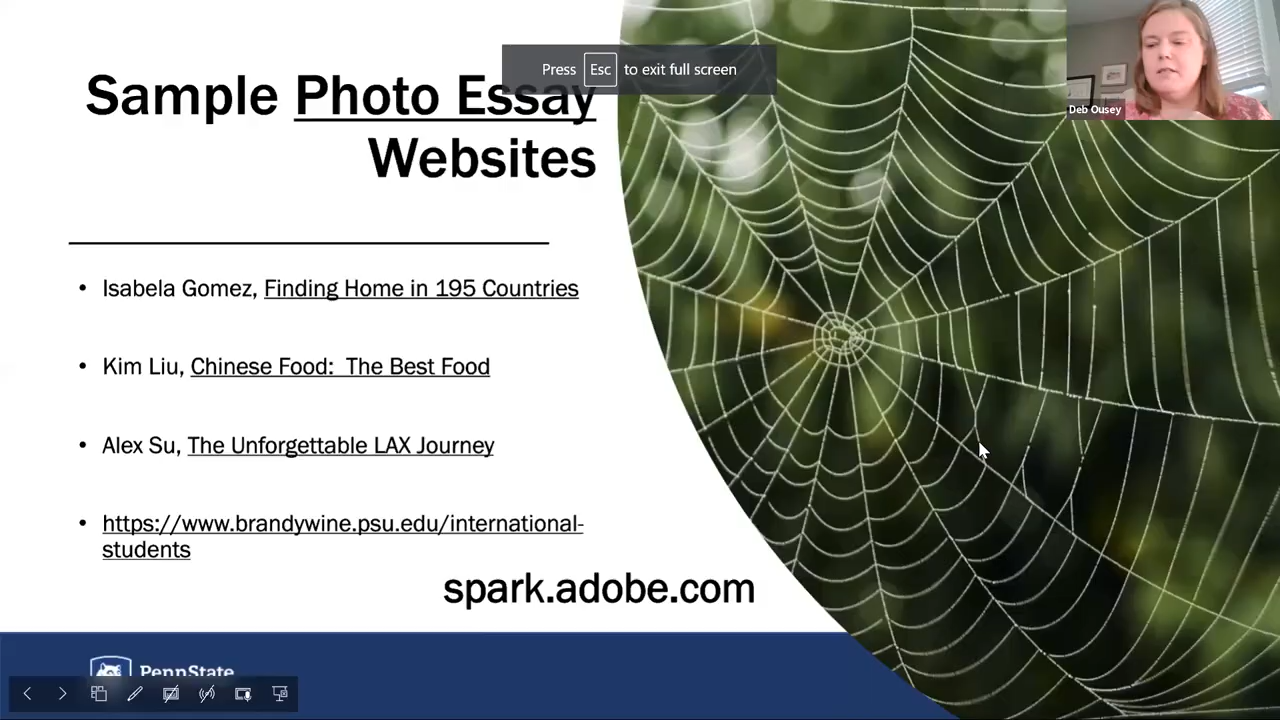 Press Esc to exit full screen
Deb Ousey
Sample Photo Essay
Websites
• Isabela Gomez, Finding Home in 195 Countries
• Kim Liu, Chinese Food:  The Best Food
• Alex Su, The Unforgettable LAX Journey
• https://www.brandywine.psu.edu/international-
students
spark.adobe.com
PennState